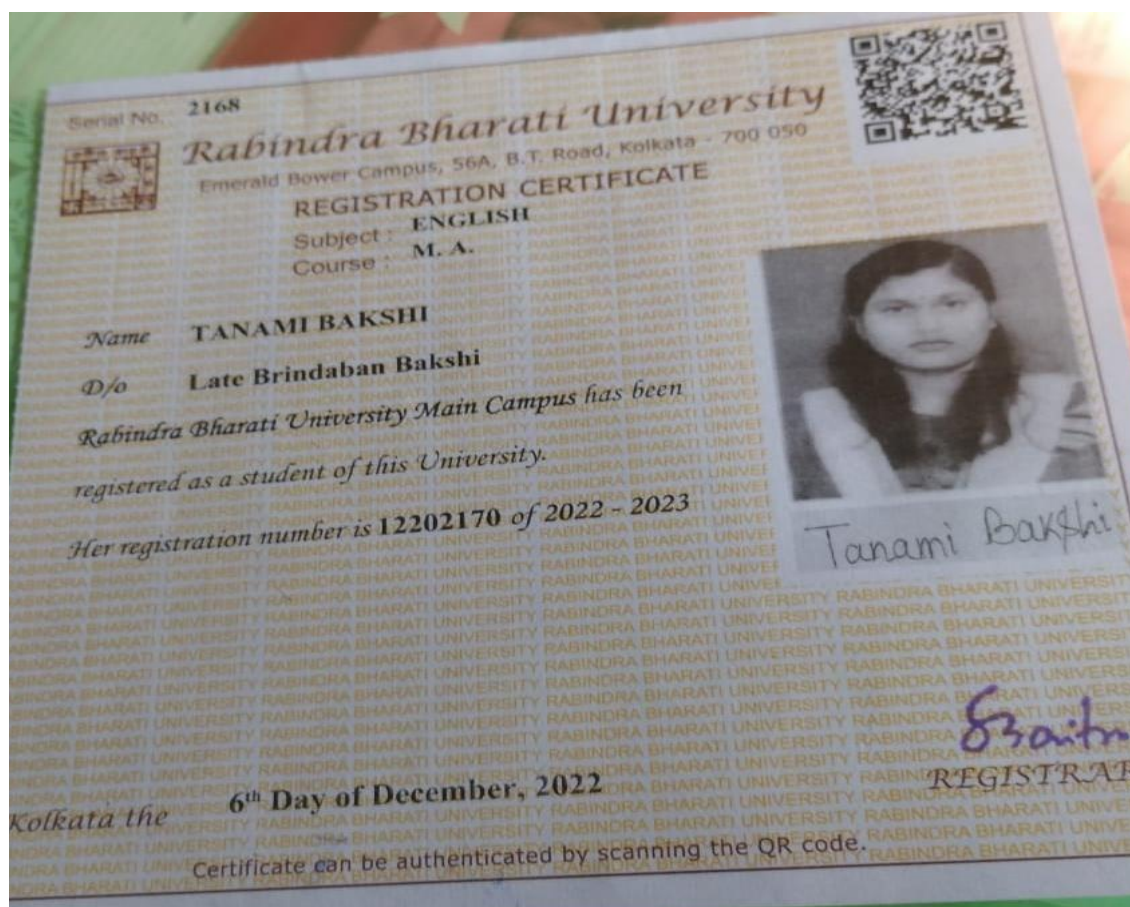 Serial No. : 2168
Rabindra Bharati University
Emerald Bower Campus, 56A, B.T. Road, Kolkata - 700 050
REGISTRATION CERTIFICATE
Subject : ENGLISH
Course : M. A.
Name TANAMI BAKSHI
D/o Late Brindaban Bakshi
Rabindra Bharati University Main Campus has been
registered as a student of this University.
Her registration number is 12202170 of 2022 - 2023
Tanami Bakshi
REGISTRAR
Kolkata the 6th Day of December, 2022
Certificate can be authenticated by scanning the QR code.